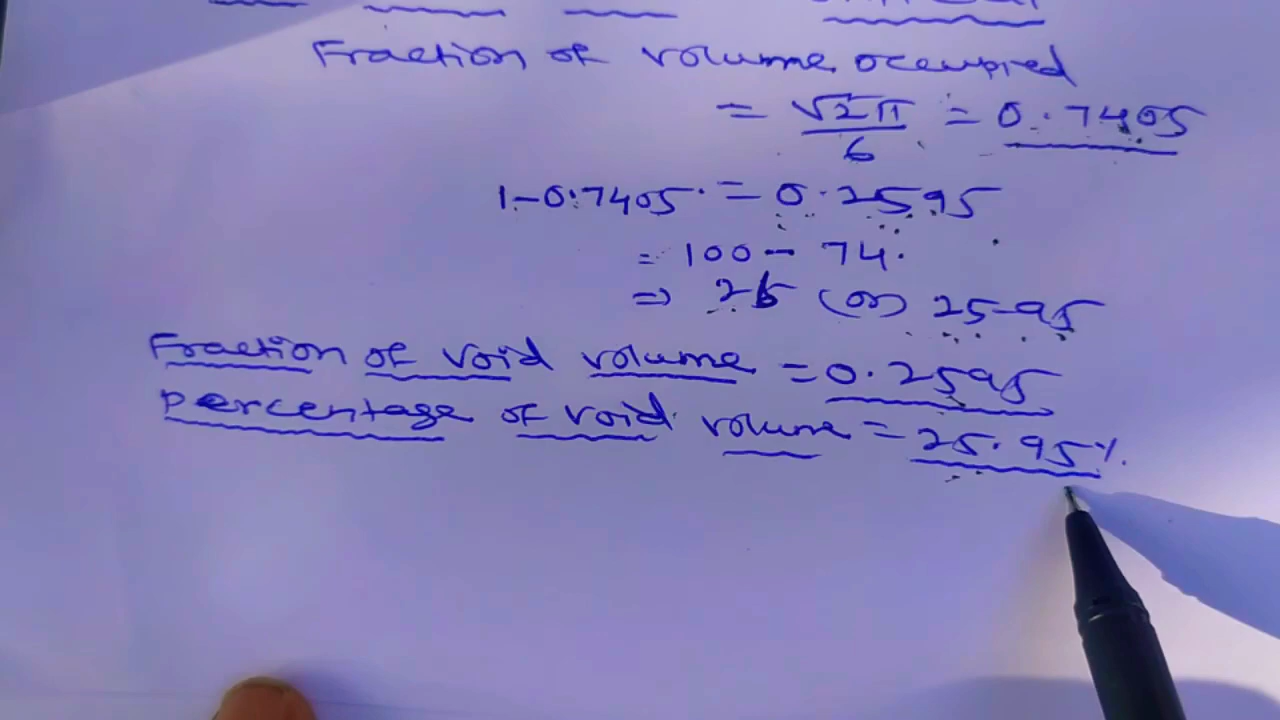 Fraction of volume occupied
= √2π/6 = 0.7405
1-0.7405 = 0.2595
= 100 - 74.
⇒ 26 (or) 25-95
Fraction of void volume = 0.2595
percentage of void volume = 25.95%.